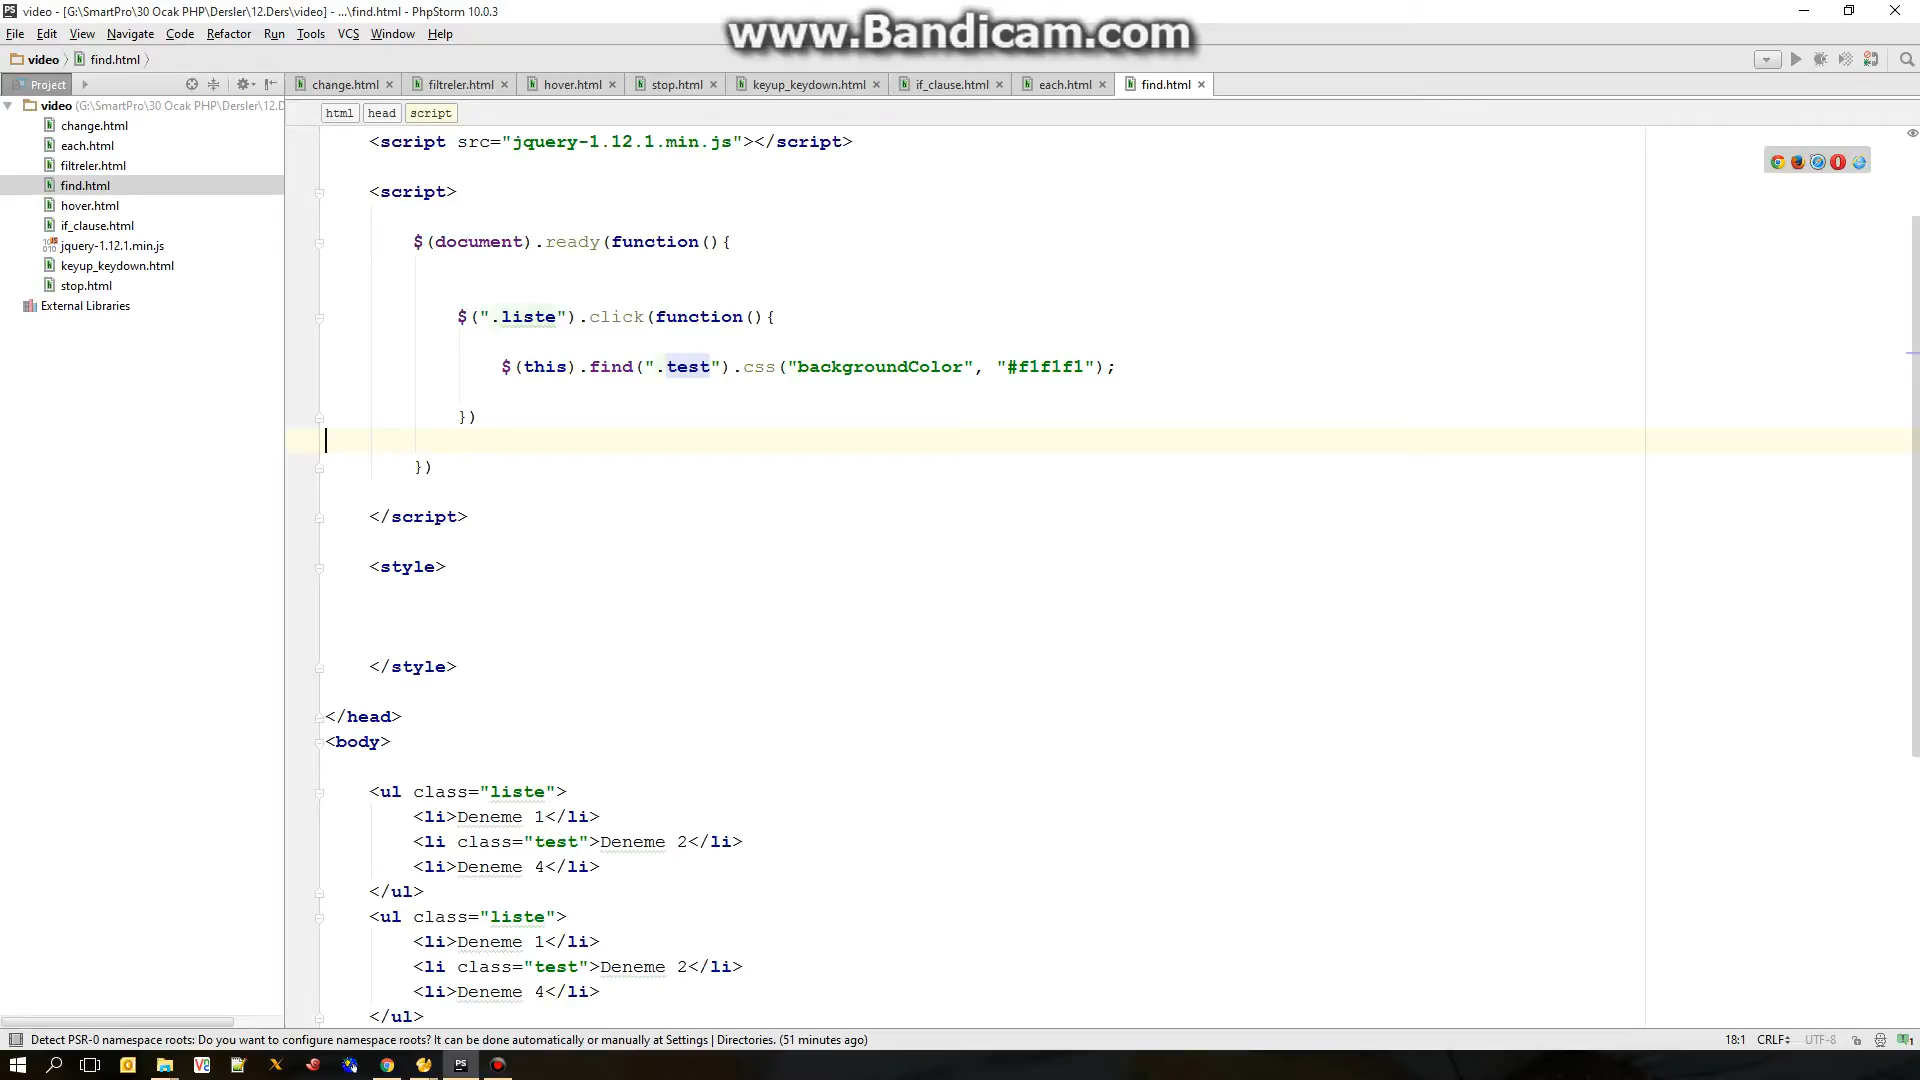 video - [G:\SmartPro\30 Ocak PHP\Dersler\12.Ders\video] - ...\find.html - PhpStorm 10.0.3
www.Bandicam.com
File Edit View Navigate Code Refactor Run Tools VCS Window Help
video find.html
Project
change.html filtreler.html hover.html stop.html keyup_keydown.html if_clause.html each.html find.html
video (G:\SmartPro\30 Ocak PHP\Dersler\12.D
change.html
each.html
filtreler.html
find.html
hover.html
if_clause.html
jquery-1.12.1.min.js
keyup_keydown.html
stop.html
External Libraries
html head script
<script src="jquery-1.12.1.min.js"></script>
<script>
$(document).ready(function(){
$(".liste").click(function(){
$(this).find(".test").css("backgroundColor", "#f1f1f1");
})
})
</script>
<style>
</style>
</head>
<body>
<ul class="liste">
<li>Deneme 1</li>
<li class="test">Deneme 2</li>
<li>Deneme 4</li>
</ul>
<ul class="liste">
<li>Deneme 1</li>
<li class="test">Deneme 2</li>
<li>Deneme 4</li>
</ul>
Detect PSR-0 namespace roots: Do you want to configure namespace roots? It can be done automatically or manually at Settings | Directories. (51 minutes ago)
18:1 CRLF UTF-8 1
PS